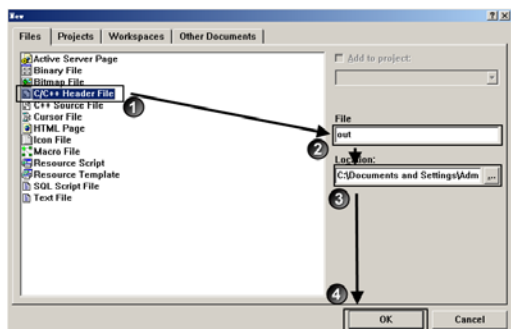 New
Files Projects Workspaces Other Documents
Active Server Page
Binary File
Bitmap File
C/C++ Header File
C++ Source File
Cursor File
HTML Page
Icon File
Macro File
Resource Script
Resource Template
SQL Script File
Text File
1
Add to project:
File
out
2
Location:
C:\Documents and Settings\Adm ...
3
4
OK Cancel